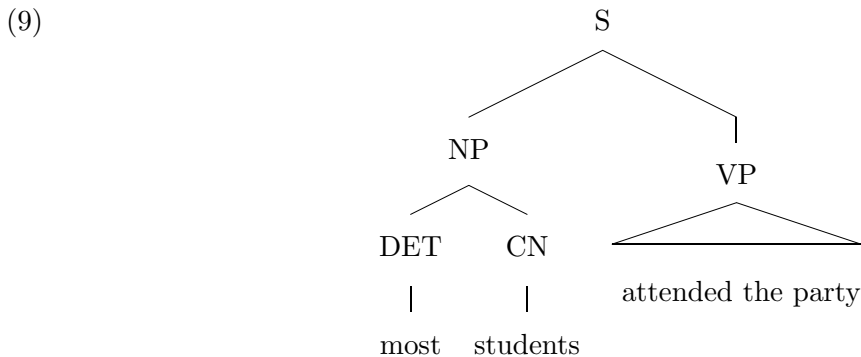 (9) S
NP
VP
DET CN
attended the party
most students